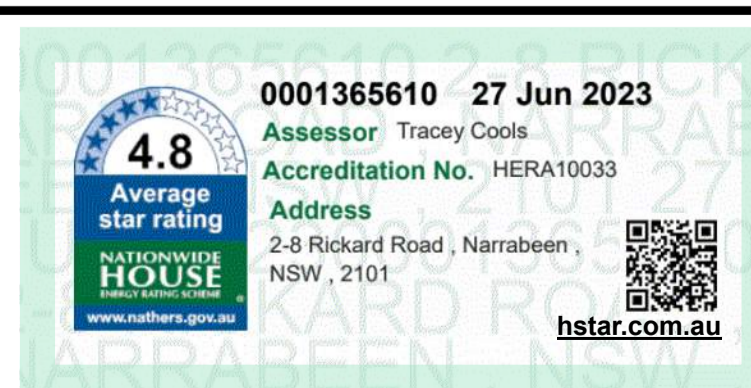 0001365610 27 Jun 2023
Assessor Tracey Cools
Accreditation No. HERA10033
Address
2-8 Rickard Road , Narrabeen ,
NSW , 2101
hstar.com.au
4.8
Average
star rating
NATIONWIDE
HOUSE
ENERGY RATING SCHEME
®
www.nathers.gov.au